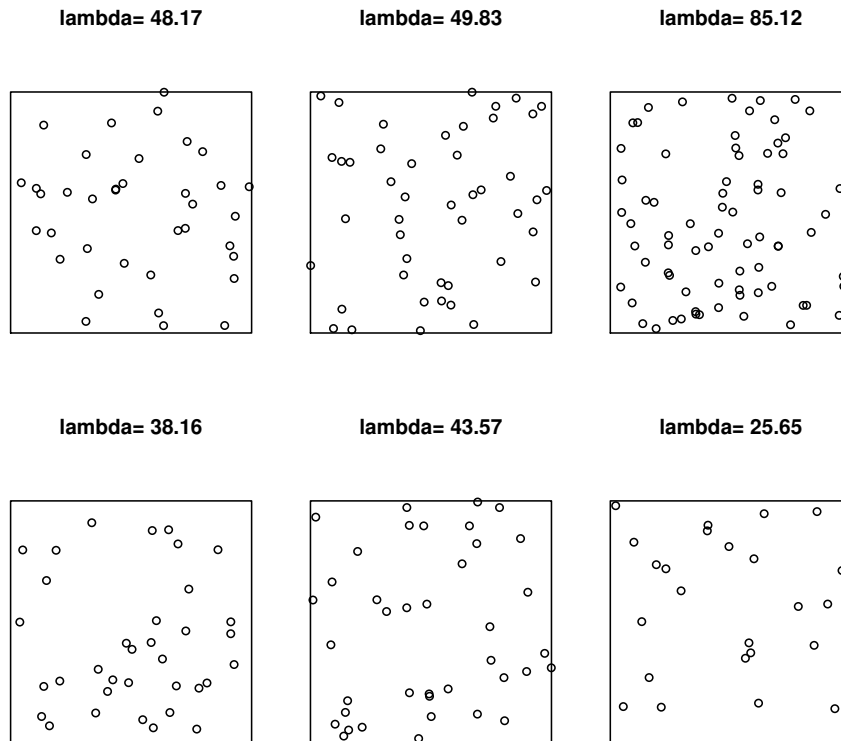 lambda= 48.17
lambda= 49.83
lambda= 85.12
lambda= 38.16
lambda= 43.57
lambda= 25.65